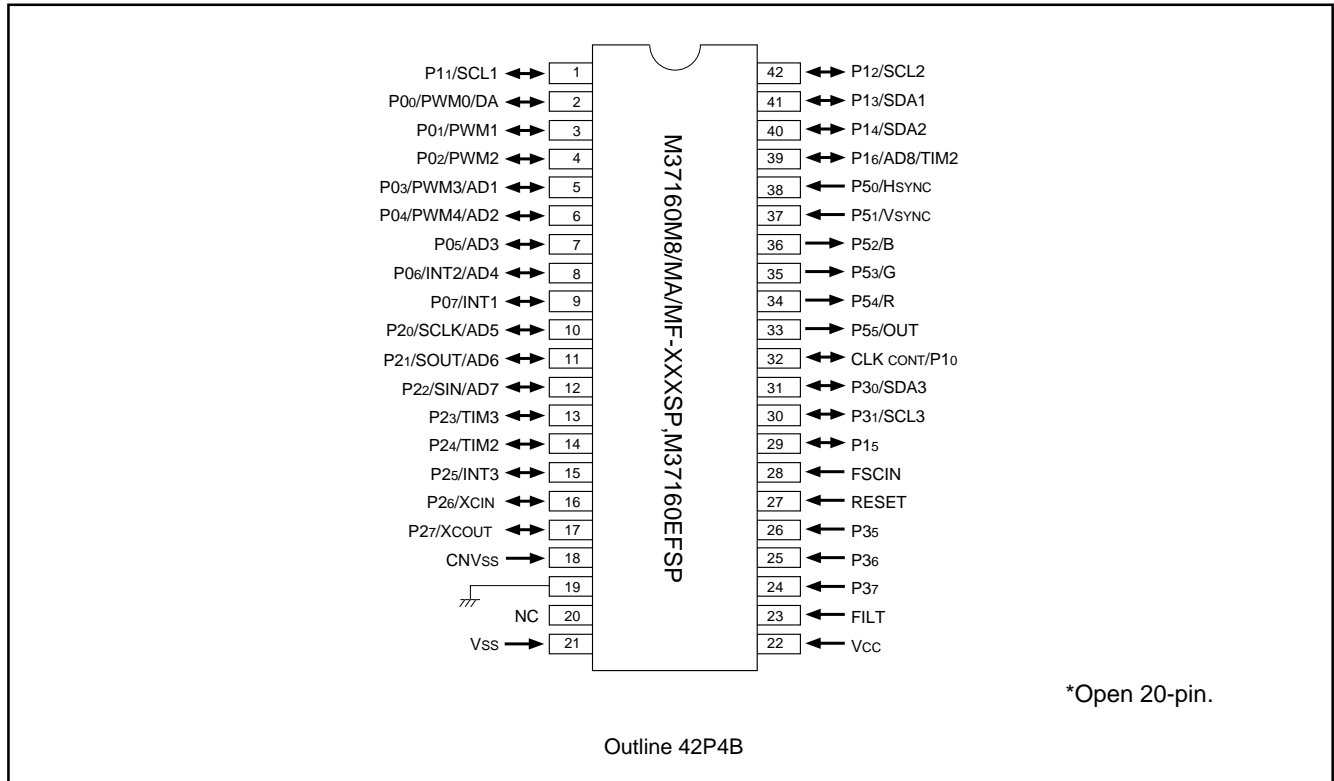 P11/SCL1 1
P00/PWM0/DA 2
P01/PWM1 3
P02/PWM2 4
P03/PWM3/AD1 5
P04/PWM4/AD2 6
P05/AD3 7
P06/INT2/AD4 8
P07/INT1 9
P20/SCLK/AD5 10
P21/SOUT/AD6 11
P22/SIN/AD7 12
P23/TIM3 13
P24/TIM2 14
P25/INT3 15
P26/XCIN 16
P27/XCOUT 17
CNVSS 18
19
NC 20
VSS 21
M37160M8/MA/MF-XXXSP,M37160EFSP
42 P12/SCL2
41 P13/SDA1
40 P14/SDA2
39 P16/AD8/TIM2
38 P50/HSYNC
37 P51/VSYNC
36 P52/B
35 P53/G
34 P54/R
33 P55/OUT
32 CLK CONT/P10
31 P30/SDA3
30 P31/SCL3
29 P15
28 FSCIN
27 RESET
26 P35
25 P36
24 P37
23 FILT
22 VCC
*Open 20-pin.
Outline 42P4B